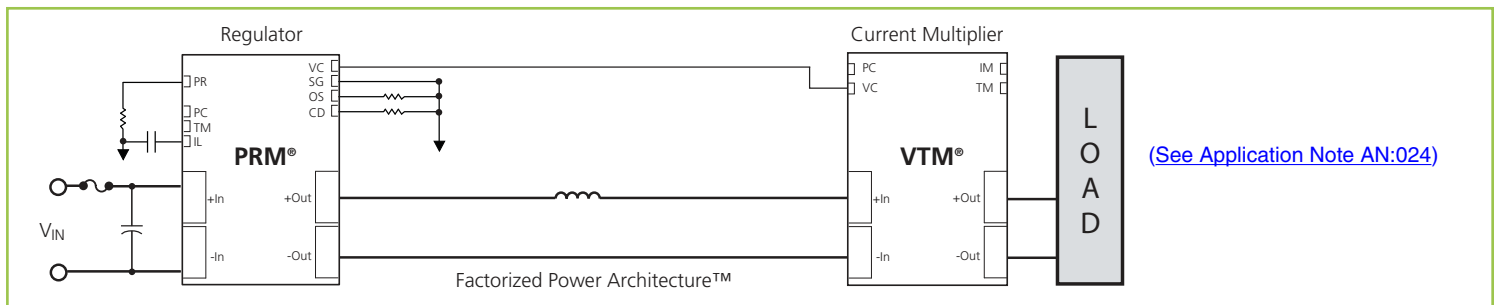 Regulator
Current Multiplier
PR
PC
TM
IL
VC
SG
OS
CD
PRM®
+In
-In
+Out
-Out
VIN
Factorized Power Architecture™
PC
VC
IM
TM
VTM®
+In
-In
+Out
-Out
LOAD
(See Application Note AN:024)